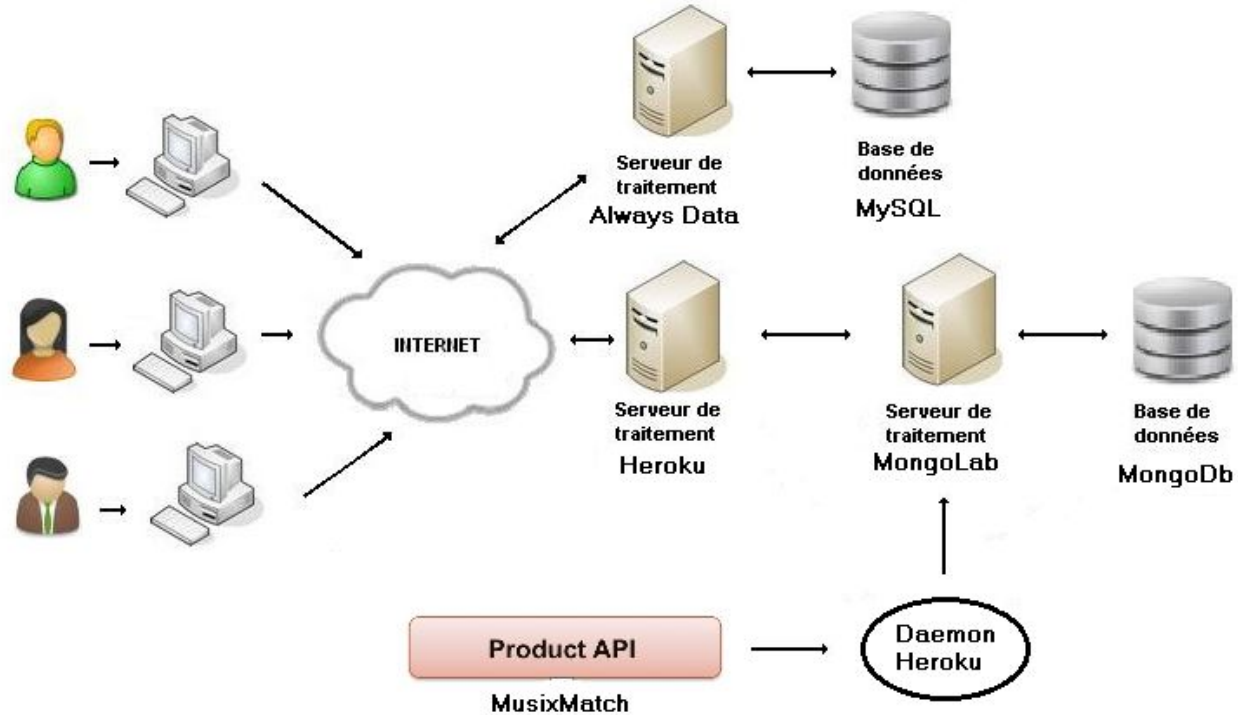 Serveur de
traitement
Always Data
Base de
données
MySQL
INTERNET
Serveur de
traitement
Heroku
Serveur de
traitement
MongoLab
Base de
données
MongoDb
Product API
MusixMatch
Daemon
Heroku